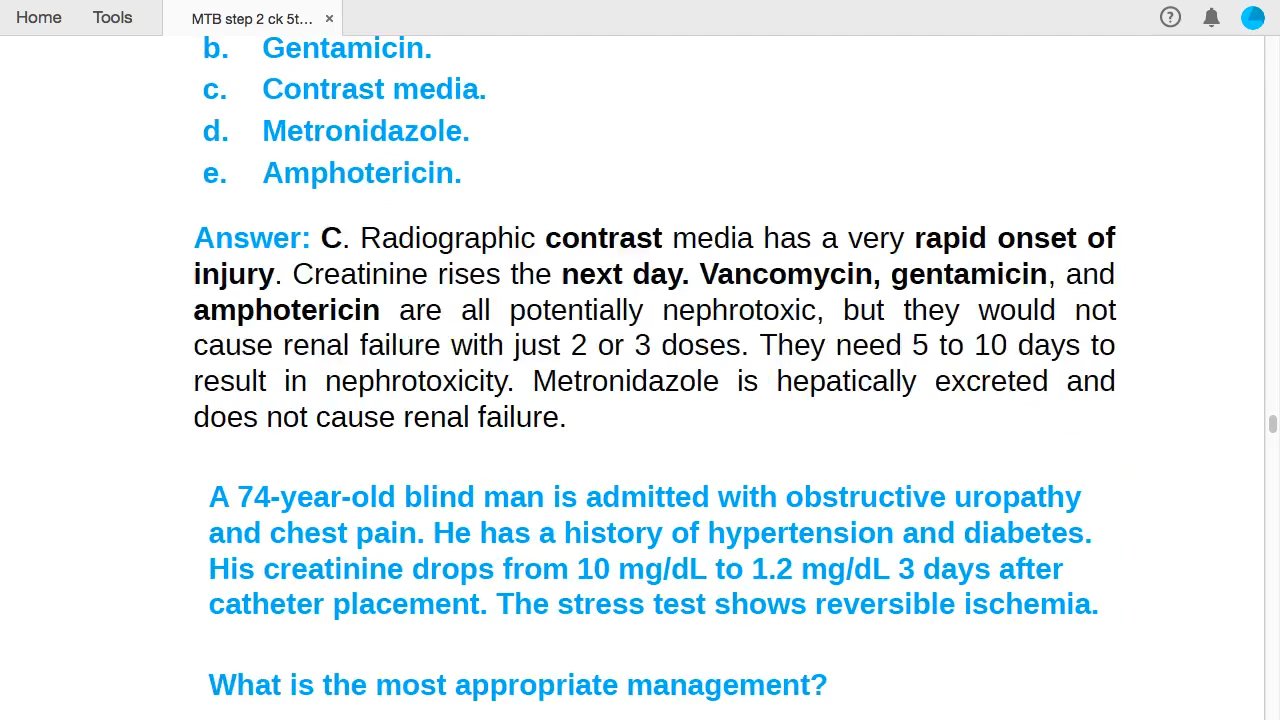 Home Tools MTB step 2 ck 5t... ×
b. Gentamicin.
c. Contrast media.
d. Metronidazole.
e. Amphotericin.
Answer: C. Radiographic contrast media has a very rapid onset of
injury. Creatinine rises the next day. Vancomycin, gentamicin, and
amphotericin are all potentially nephrotoxic, but they would not
cause renal failure with just 2 or 3 doses. They need 5 to 10 days to
result in nephrotoxicity. Metronidazole is hepatically excreted and
does not cause renal failure.
A 74-year-old blind man is admitted with obstructive uropathy
and chest pain. He has a history of hypertension and diabetes.
His creatinine drops from 10 mg/dL to 1.2 mg/dL 3 days after
catheter placement. The stress test shows reversible ischemia.
What is the most appropriate management?